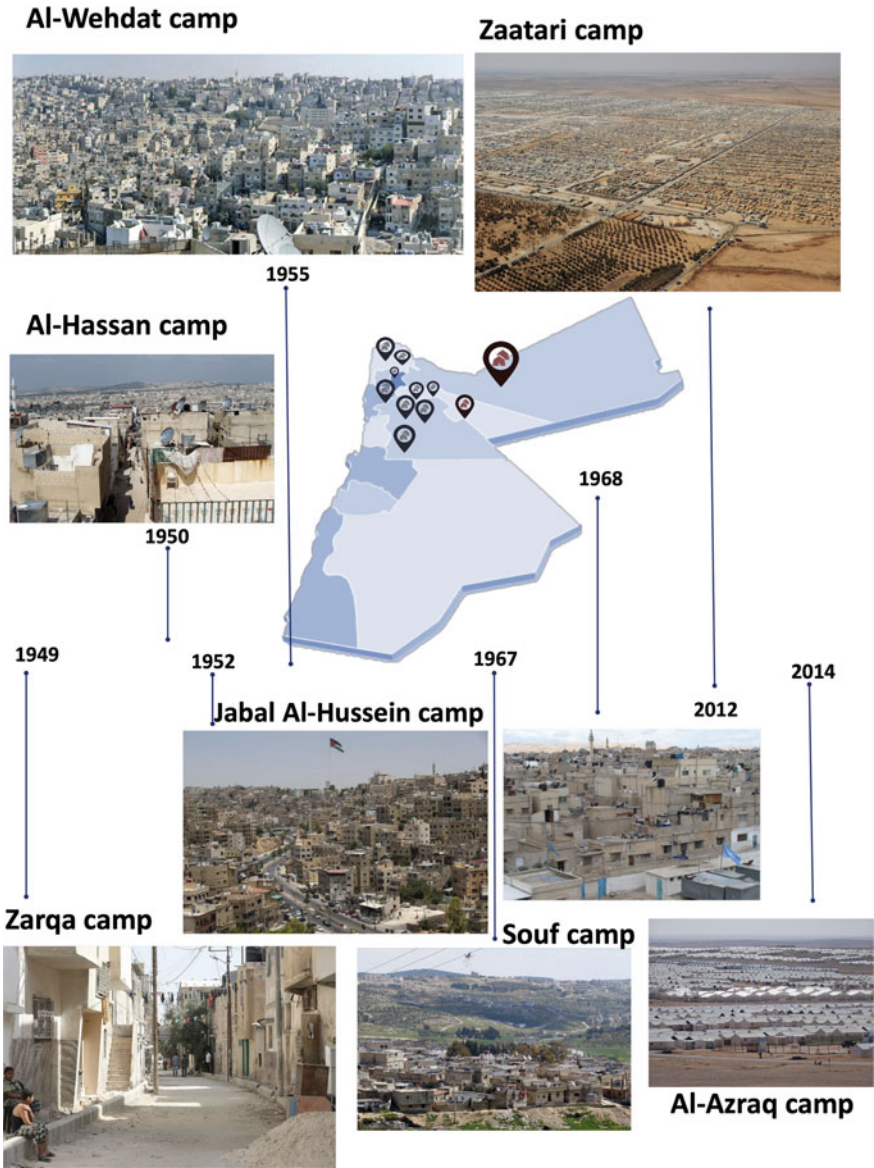 Al-Wehdat camp
Zaatari camp
1955
Al-Hassan camp
1968
1950
1949
1952
1967
2014
Jabal Al-Hussein camp
2012
Zarqa camp
Souf camp
Al-Azraq camp